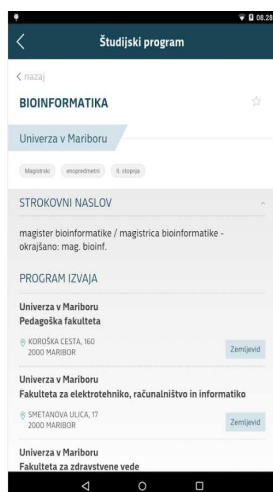 08.28
Študijski program
nazaj
BIOINFORMATIKA
Univerza v Mariboru
Magistrski
enopredmetni
II. stopnja
STROKOVNI NASLOV
magister bioinformatike / magistrica bioinformatike -
okrajšano: mag. bioinf.
PROGRAM IZVAJA
Univerza v Mariboru
Pedagoška fakulteta
KOROŠKA CESTA, 160
2000 MARIBOR
Zemljevid
Univerza v Mariboru
Fakulteta za elektrotehniko, računalništvo in informatiko
SMETANOVA ULICA, 17
2000 MARIBOR
Zemljevid
Univerza v Mariboru
Fakulteta za zdravstvene vede